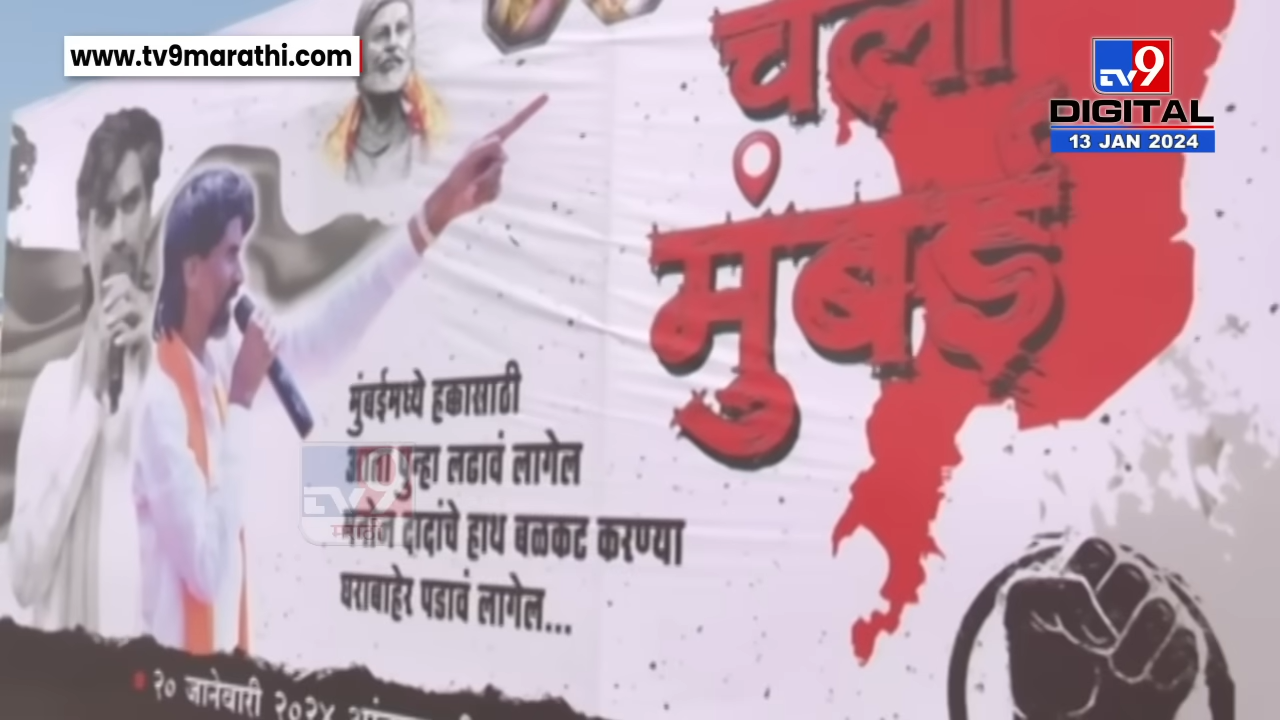 www.tv9marathi.com
TV9
DIGITAL
13 JAN 2024
चलो
मुंबई
मुंबईमध्ये हक्कासाठी
आता पुन्हा लढावं लागेल
मनोज दादांचे हाथ बळकट करण्या
घराबाहेर पडावं लागेल...
२० जानेवारी २०२४